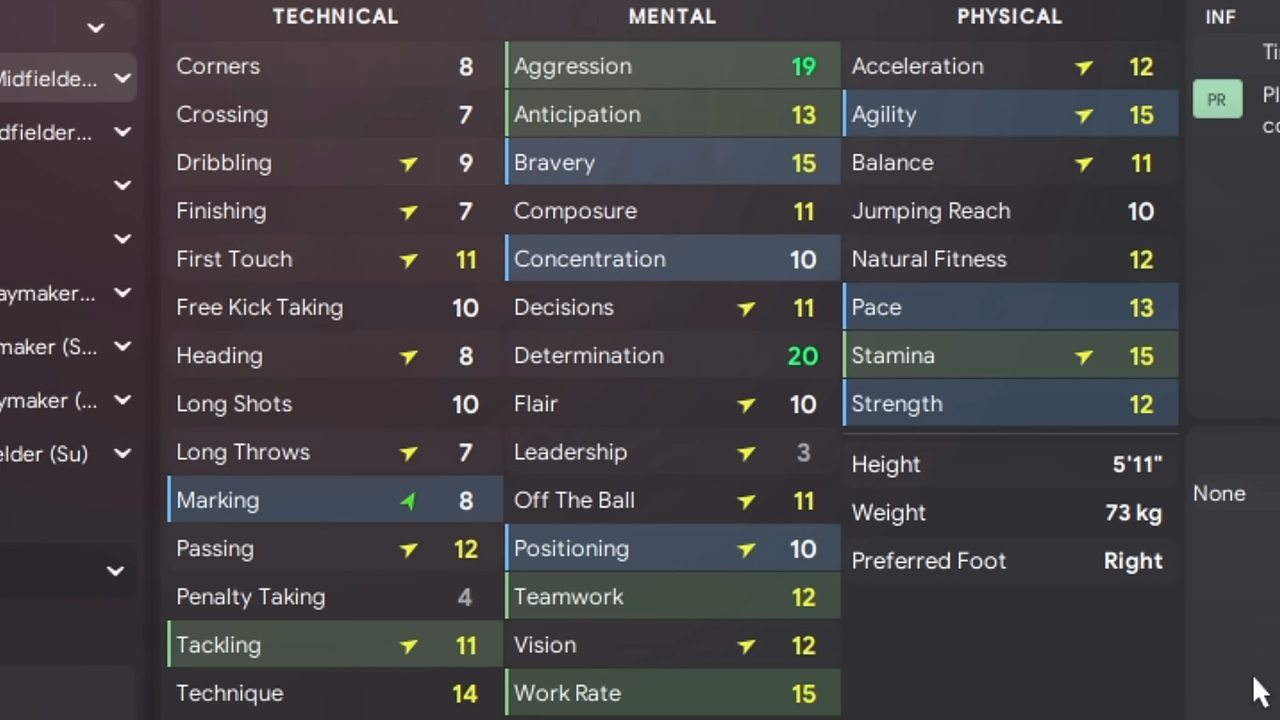 TECHNICAL MENTAL PHYSICAL INF
Corners 8 Aggression 19 Acceleration 12
Midfielde...
Crossing 7 Anticipation 13 Agility 15 PR
dfielder...
Dribbling 9 Bravery 15 Balance 11
Finishing 7 Composure 11 Jumping Reach 10
First Touch 11 Concentration 10 Natural Fitness 12
aymaker... Free Kick Taking 10 Decisions 11 Pace 13
maker (S... Heading 8 Determination 20 Stamina 15
ymaker (... Long Shots 10 Flair 10 Strength 12
elder (Su) Long Throws 7 Leadership 3 Height 5'11"
Marking 8 Off The Ball 11 None
Weight 73 kg
Passing 12 Positioning 10 Preferred Foot Right
Penalty Taking 4 Teamwork 12
Tackling 11 Vision 12
Technique 14 Work Rate 15